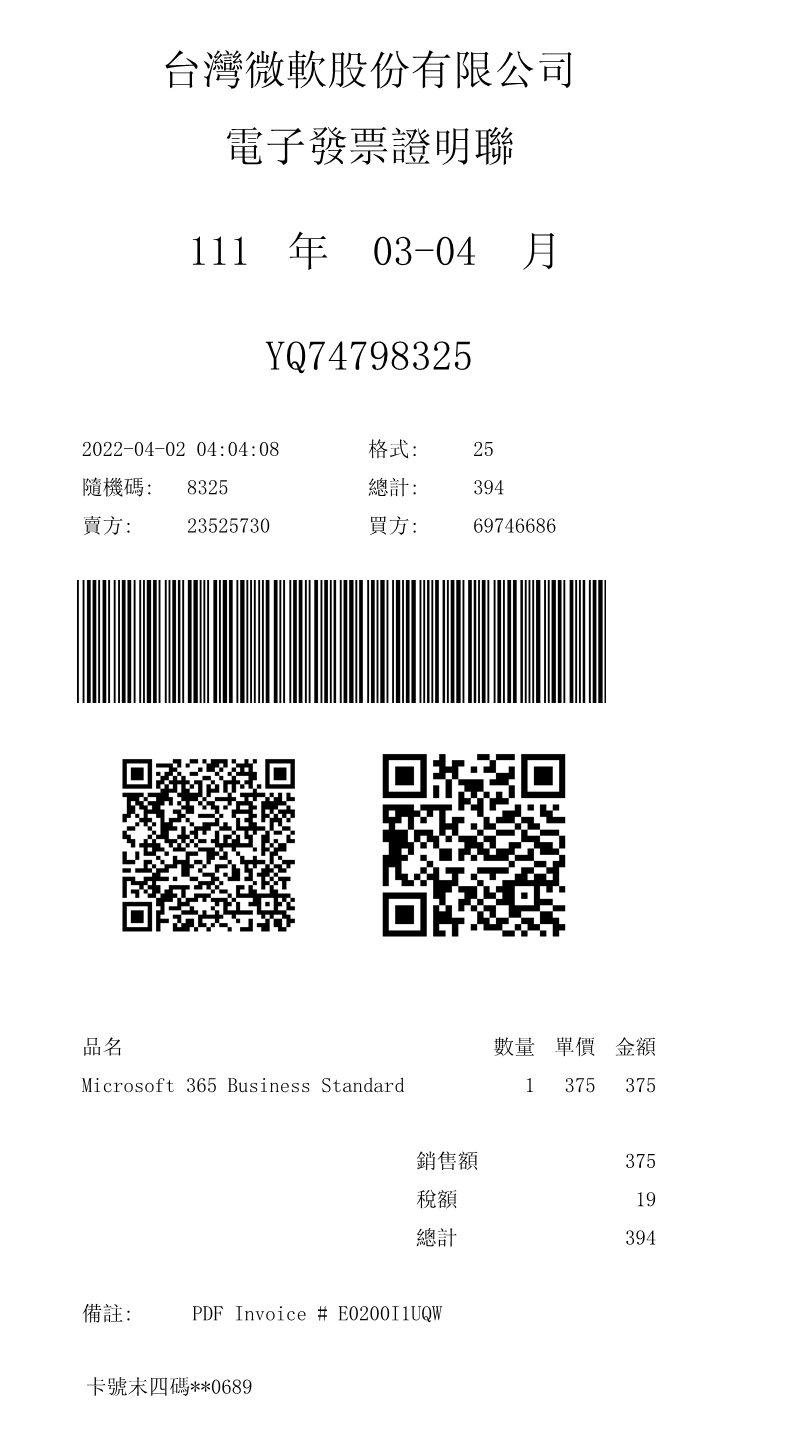 台灣微軟股份有限公司
電子發票證明聯
111 年 03-04 月
YQ74798325
2022-04-02 04:04:08 格式: 25
隨機碼: 8325 總計: 394
賣方: 23525730 買方: 69746686
品名 數量 單價 金額
Microsoft 365 Business Standard 1 375 375
銷售額 375
稅額 19
總計 394
備註: PDF Invoice # E0200I1UQW
卡號末四碼**0689